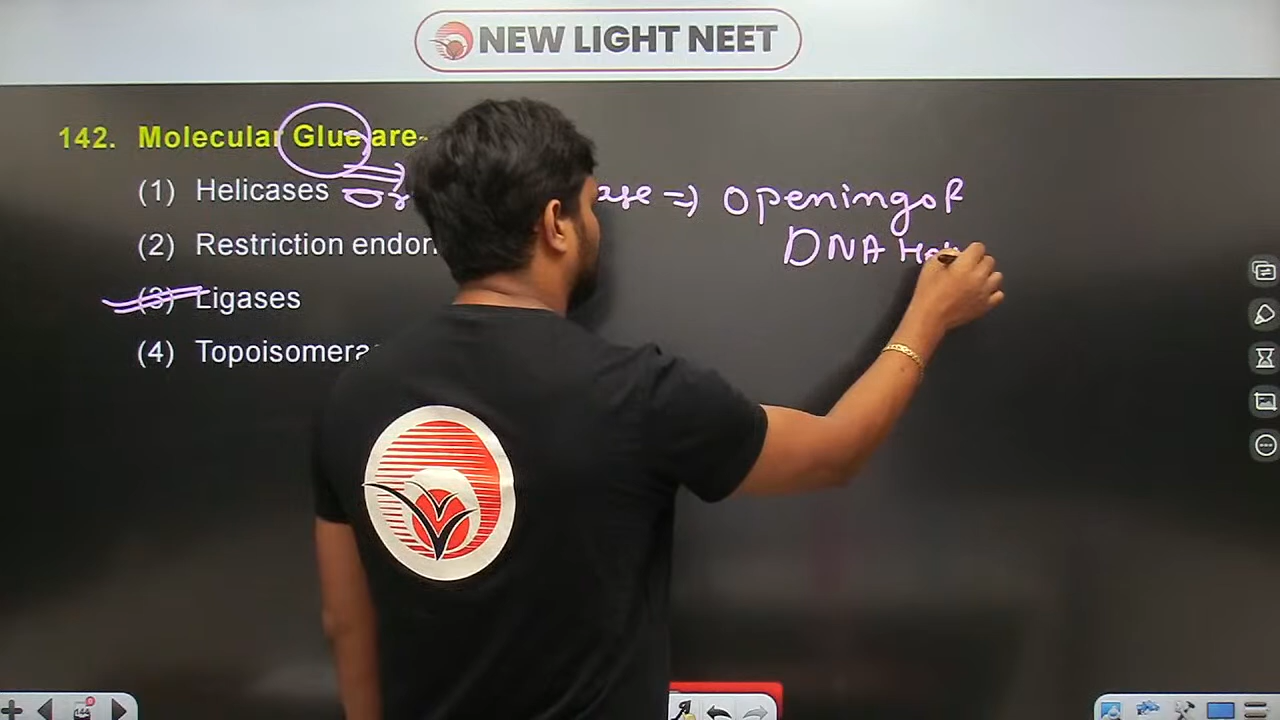 NEW LIGHT NEET
142. Molecular Glue are-
(1) Helicases
ase ⇒ Opening of
(2) Restriction endon
DNA
(3) Ligases
(4) Topoisomera